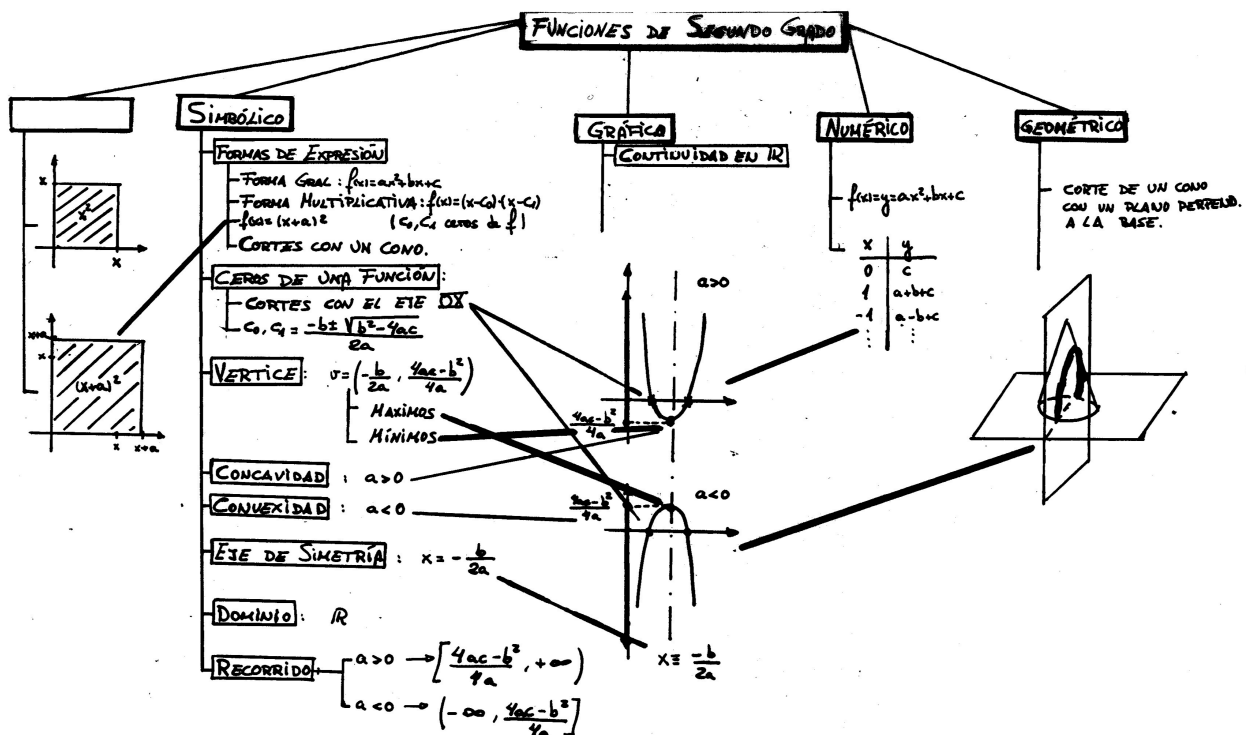 FUNCIONES DE SEGUNDO GRADO
SIMBÓLICO
FORMAS DE EXPRESIÓN
FORMA GRAL: f(x)=ax²+bx+c
FORMA MULTIPLICATIVA: f(x)=(x-c₀)·(x-c₁)
f(x)=(x+a)² (c₀,c₁ ceros de f)
CORTES CON UN CONO.
CEROS DE UNA FUNCIÓN:
CORTES CON EL EJE OX
c₀, c₁ = (-b±√(b²-4ac))/2a
VERTICE: v=(-b/2a, (4ac-b²)/4a)
MAXIMOS
MÍNIMOS
CONCAVIDAD: a>0
CONVEXIDAD: a<0
EJE DE SIMETRÍA: x = -b/2a
DOMINIO: ℝ
RECORRIDO
a>0 → [(4ac-b²)/4a, +∞)
a<0 → (-∞, (4ac-b²)/4a]
x
x²
x
x+a
x
(x+a)²
x
x+a
GRÁFICA
CONTINUIDAD EN ℝ
a>0
(4ac-b²)/4a
a<0
(4ac-b²)/4a
x≡ -b/2a
NUMÉRICO
f(x)=y=ax²+bx+c
x y
0 c
1 a+b+c
-1 a-b+c
⋮ ⋮
GEOMÉTRICO
CORTE DE UN CONO
CON UN PLANO PERPEND.
A LA BASE.